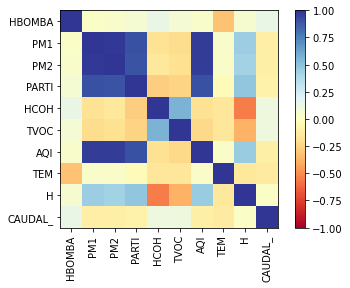 HBOMBA
PM1
PM2
PARTI
HCOH
TVOC
AQI
TEM
H
CAUDAL_
HBOMBA
PM1
PM2
PARTI
HCOH
TVOC
AQI
TEM
H
CAUDAL_
1.00
0.75
0.50
0.25
0.00
−0.25
−0.50
−0.75
−1.00